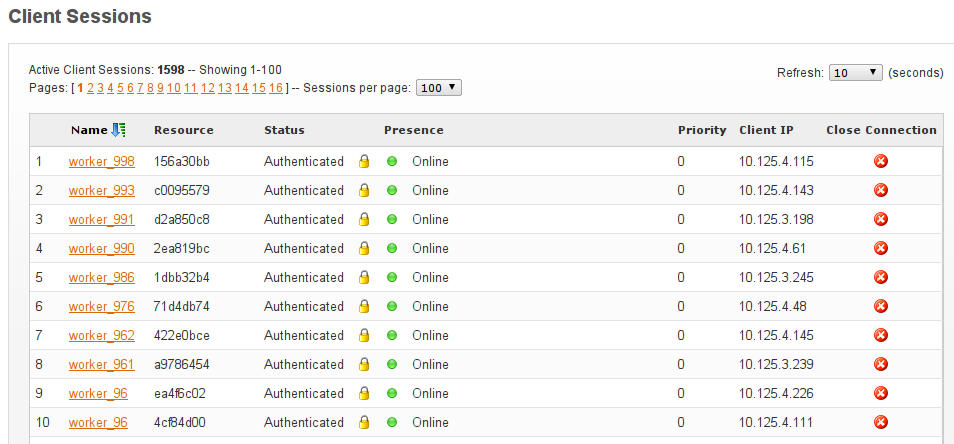 Client Sessions
Active Client Sessions: 1598 -- Showing 1-100
Refresh: 10 (seconds)
Pages: [ 1 2 3 4 5 6 7 8 9 10 11 12 13 14 15 16 ] -- Sessions per page: 100
Name Resource Status Presence Priority Client IP Close Connection
1 worker_998 156a30bb Authenticated Online 0 10.125.4.115
2 worker_993 c0095579 Authenticated Online 0 10.125.4.143
3 worker_991 d2a850c8 Authenticated Online 0 10.125.3.198
4 worker_990 2ea819bc Authenticated Online 0 10.125.4.61
5 worker_986 1dbb32b4 Authenticated Online 0 10.125.3.245
6 worker_976 71d4db74 Authenticated Online 0 10.125.4.48
7 worker_962 422e0bce Authenticated Online 0 10.125.4.145
8 worker_961 a9786454 Authenticated Online 0 10.125.3.239
9 worker_96 ea4f6c02 Authenticated Online 0 10.125.4.226
10 worker_96 4cf84d00 Authenticated Online 0 10.125.4.111